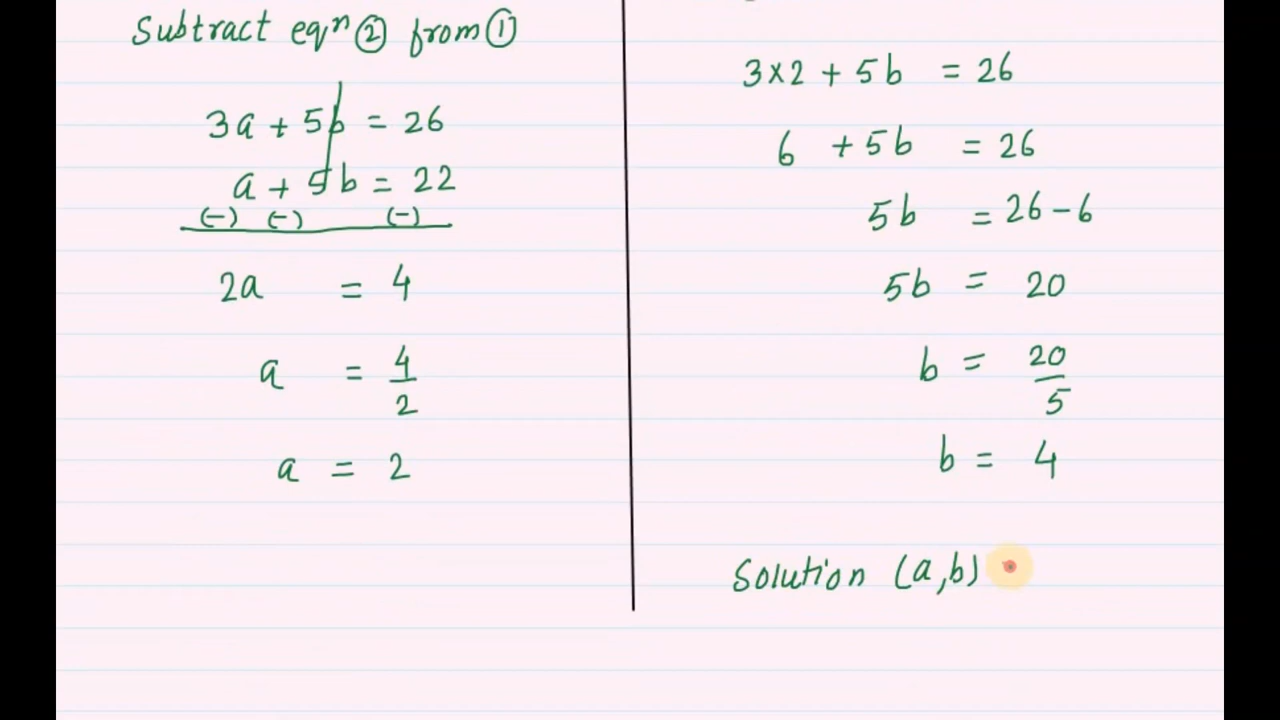 Subtract eqⁿ ② from ①
3a + 5b = 26
a + 5b = 22
(-) (-) (-)
2a = 4
a = 4/2
a = 2
3×2 + 5b = 26
6 + 5b = 26
5b = 26 - 6
5b = 20
b = 20/5
b = 4
Solution (a,b)